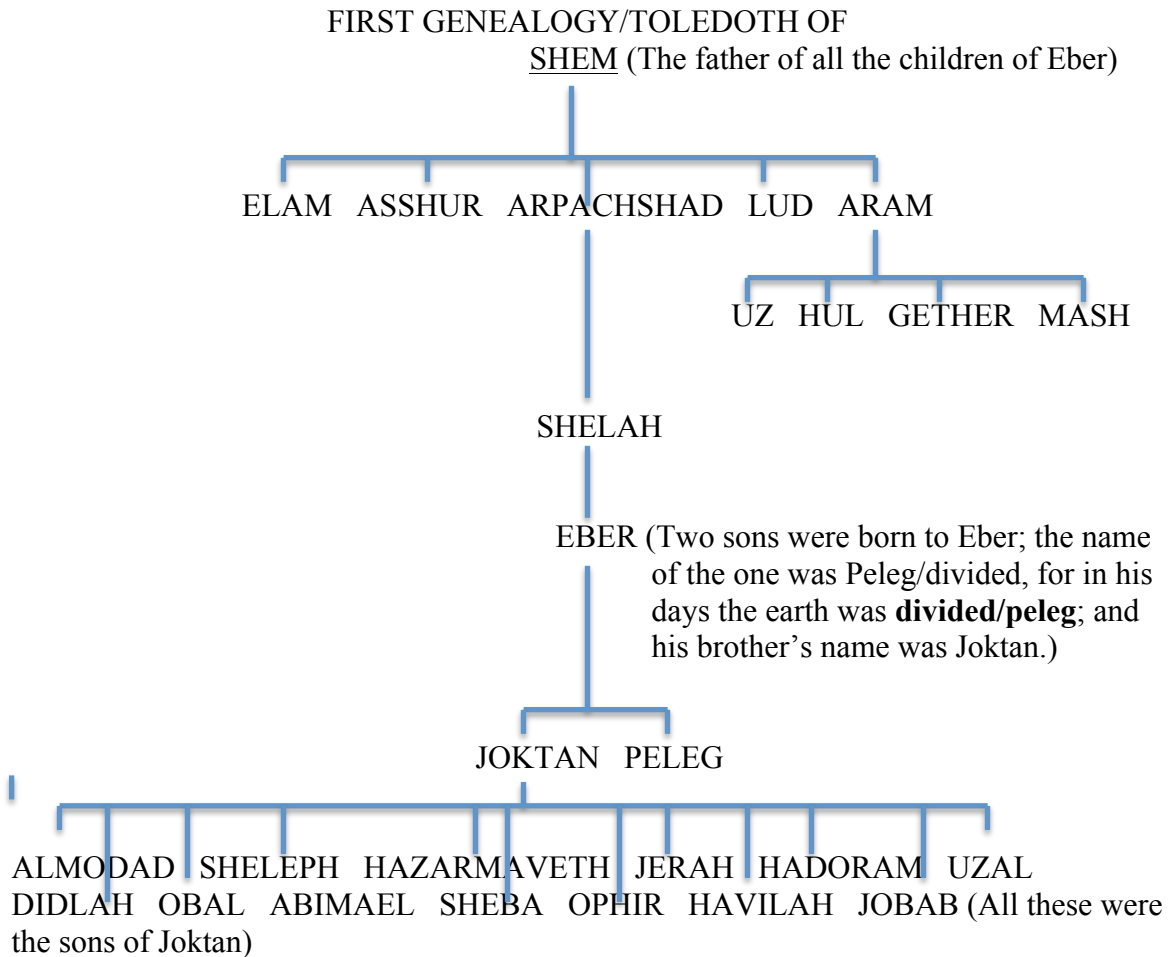 FIRST GENEALOGY/TOLEDOTH OF
SHEM (The father of all the children of Eber)
ELAM ASSHUR ARPACHSHAD LUD ARAM
UZ HUL GETHER MASH
SHELAH
EBER (Two sons were born to Eber; the name
of the one was Peleg/divided, for in his
days the earth was divided/peleg; and
his brother’s name was Joktan.)
JOKTAN PELEG
ALMODAD SHELEPH HAZARMAVETH JERAH HADORAM UZAL
DIDLAH OBAL ABIMAEL SHEBA OPHIR HAVILAH JOBAB (All these were
the sons of Joktan)